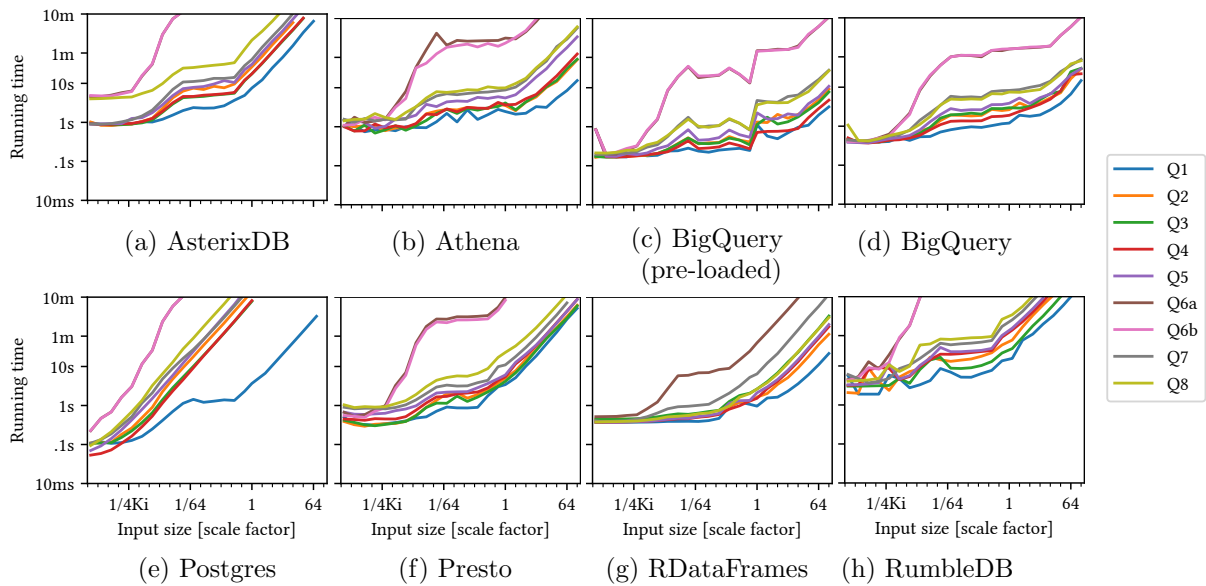 10m
1m
10s
1s
.1s
10ms
Running time
(a) AsterixDB
(b) Athena
(c) BigQuery
(pre-loaded)
(d) BigQuery
10m
1m
10s
1s
.1s
10ms
Running time
1/4Ki 1/64 1 64
Input size [scale factor]
(e) Postgres
1/4Ki 1/64 1 64
Input size [scale factor]
(f) Presto
1/4Ki 1/64 1 64
Input size [scale factor]
(g) RDataFrames
1/4Ki 1/64 1 64
Input size [scale factor]
(h) RumbleDB
Q1
Q2
Q3
Q4
Q5
Q6a
Q6b
Q7
Q8